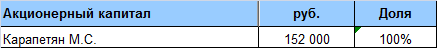 Акционерный капитал руб. Доля
Карапетян М.С. 152 000 100%